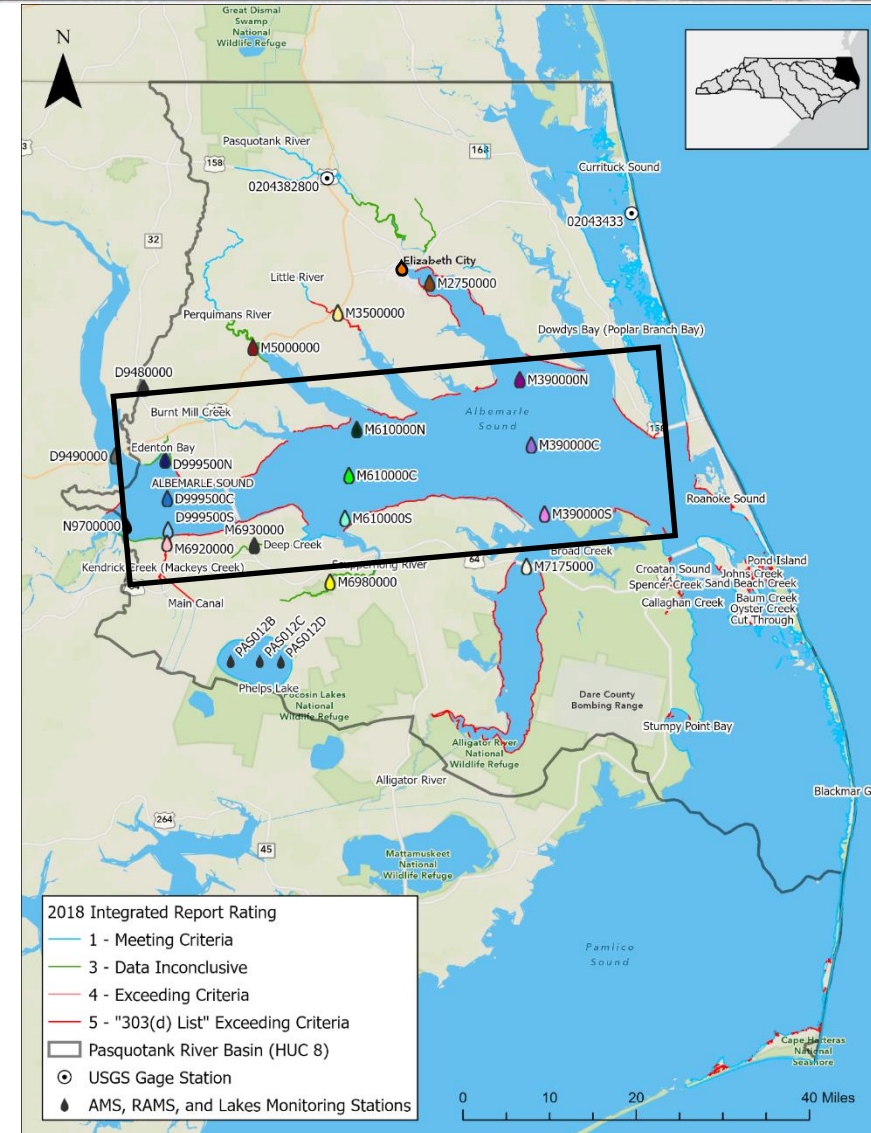 Great Dismal
Swamp
National
Wildlife Refuge
N
Pasquotank River
158
168
0204382800
Currituck Sound
02043433
32
Elizabeth City
M2750000
Little River
M3500000
Perquimans River
M5000000
Dowdys Bay (Poplar Branch Bay)
D9480000
M390000N
Burnt Mill Creek
Albemarle
Sound
M610000N
158
Edenton Bay
D9490000
D999500N
M390000C
M610000C
ALBEMARLE SOUND
D999500C
Roanoke Sound
D999500S
M610000S
M390000S
N9700000
M6930000
M6920000
Deep Creek
Broad Creek
Kendrick Creek (Mackeys Creek)
Scuppernong River
64
M7175000
Croatan Sound
Pond Island
Johns Creek
64
M6980000
Spencer Creek
Sand Beach Creek
Main Canal
Callaghan Creek
Baum Creek
Oyster Creek
Cut Through
PAS012B
PAS012C
PAS012D
Phelps Lake
Pocosin Lakes
National
Wildlife Refuge
Dare County
Bombing Range
Stumpy Point Bay
Alligator River
National
Wildlife Refuge
Alligator River
Blackmar G
264
45
Mattamuskeet
National
Wildlife Refuge
Pamlico
Sound
2018 Integrated Report Rating
1 - Meeting Criteria
3 - Data Inconclusive
4 - Exceeding Criteria
5 - "303(d) List" Exceeding Criteria
Pasquotank River Basin (HUC 8)
USGS Gage Station
AMS, RAMS, and Lakes Monitoring Stations
Cape Hatteras
National
Seashore
0 10 20 40 Miles